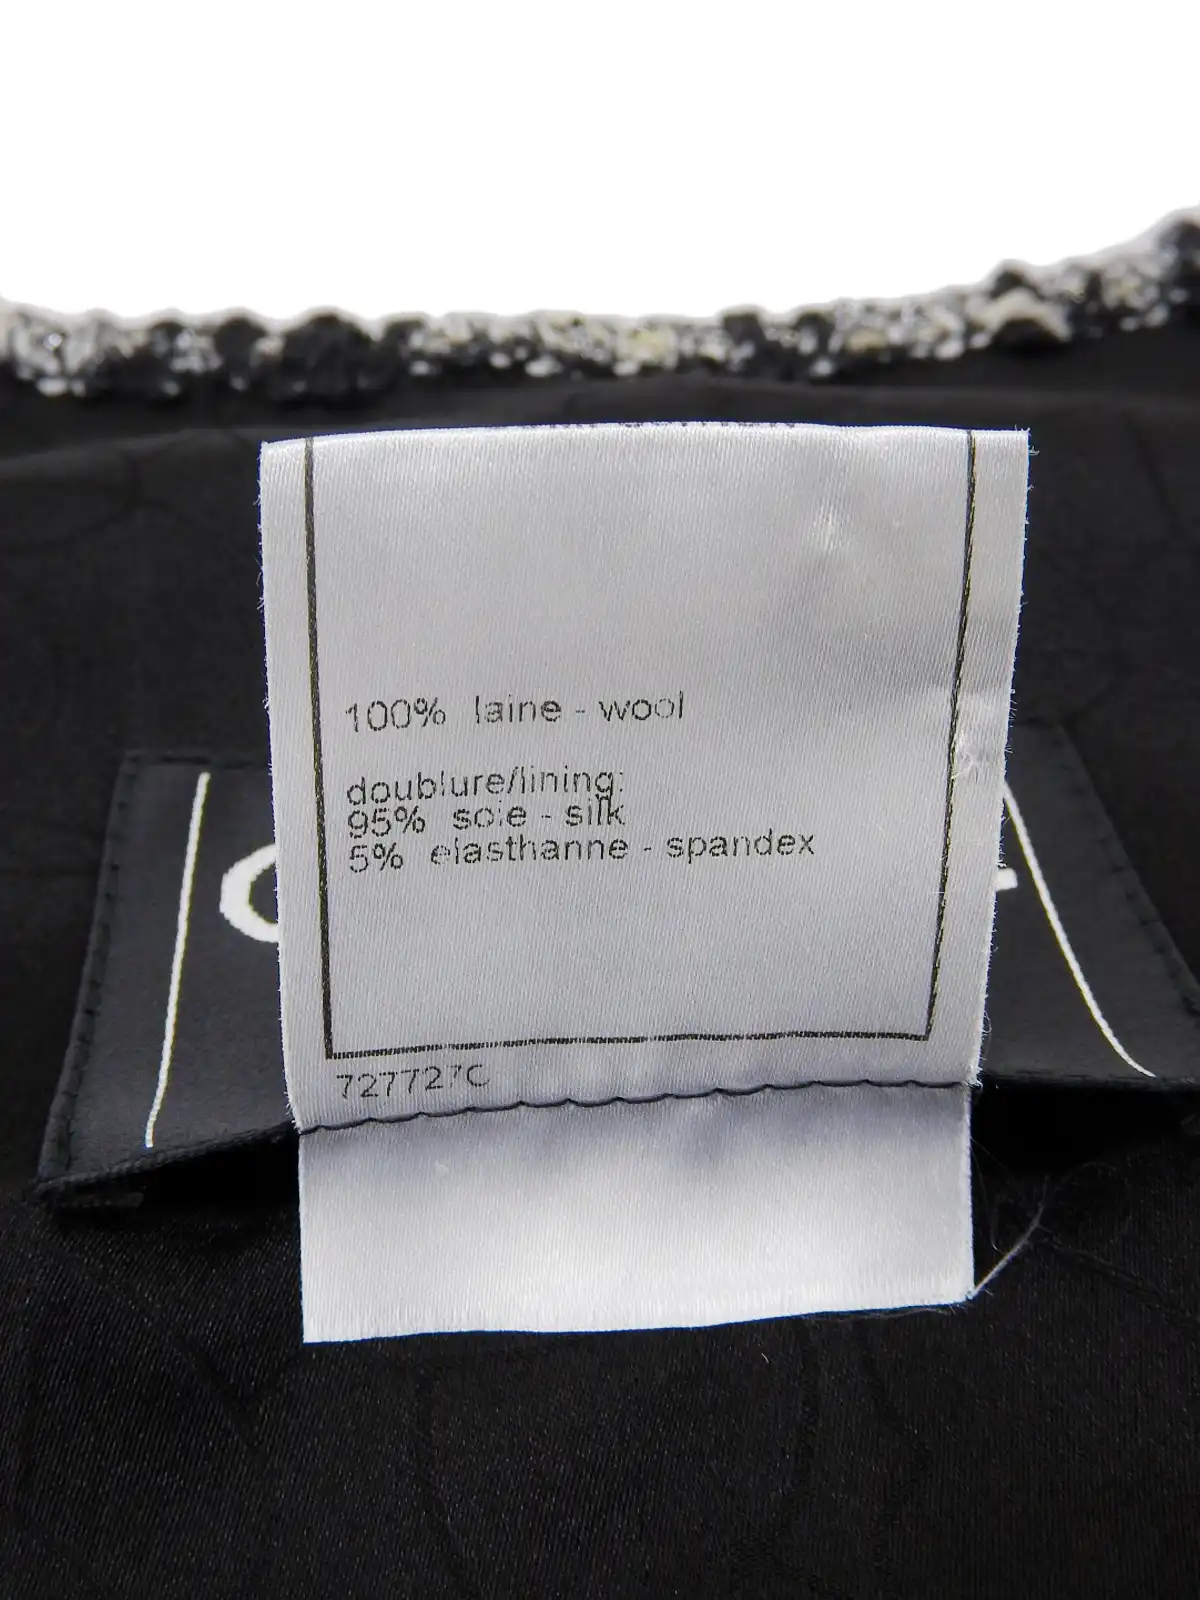 100% laine - wool
doublure/lining:
95% soie - silk
5% elasthanne - spandex
727727C